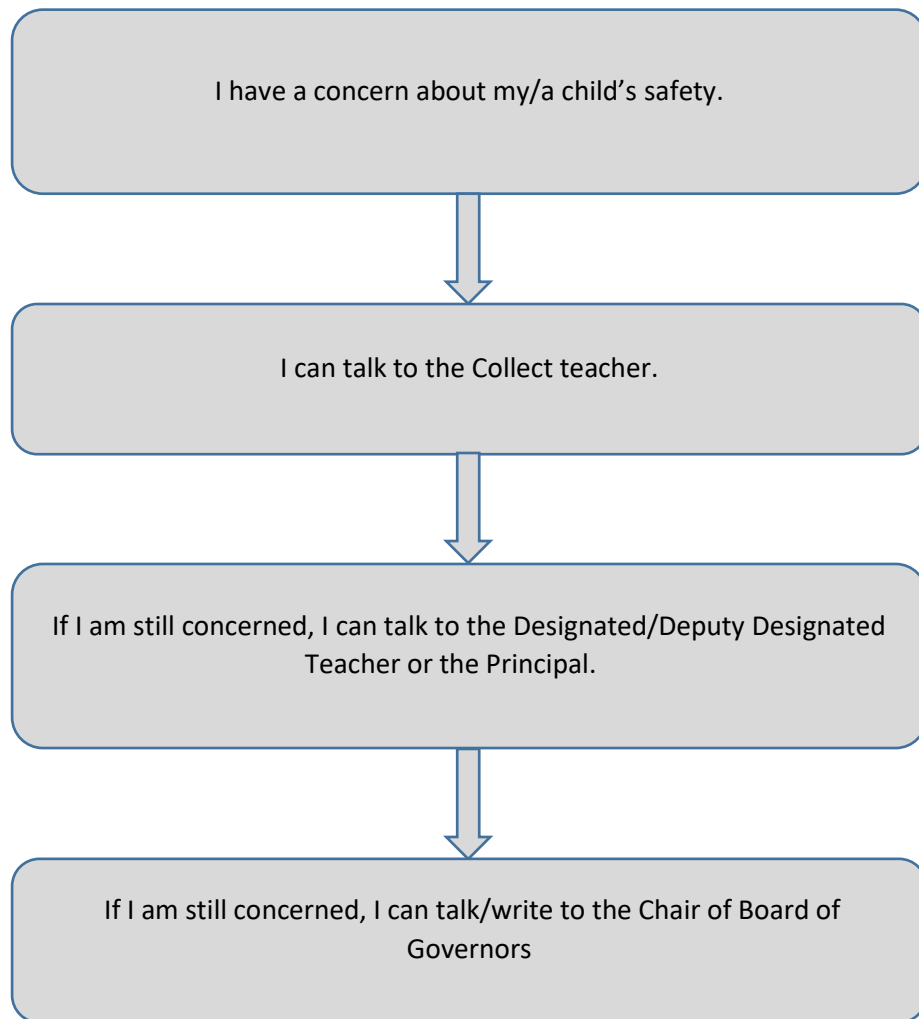 I have a concern about my/a child’s safety.
I can talk to the Collect teacher.
If I am still concerned, I can talk to the Designated/Deputy Designated
Teacher or the Principal.
If I am still concerned, I can talk/write to the Chair of Board of
Governors